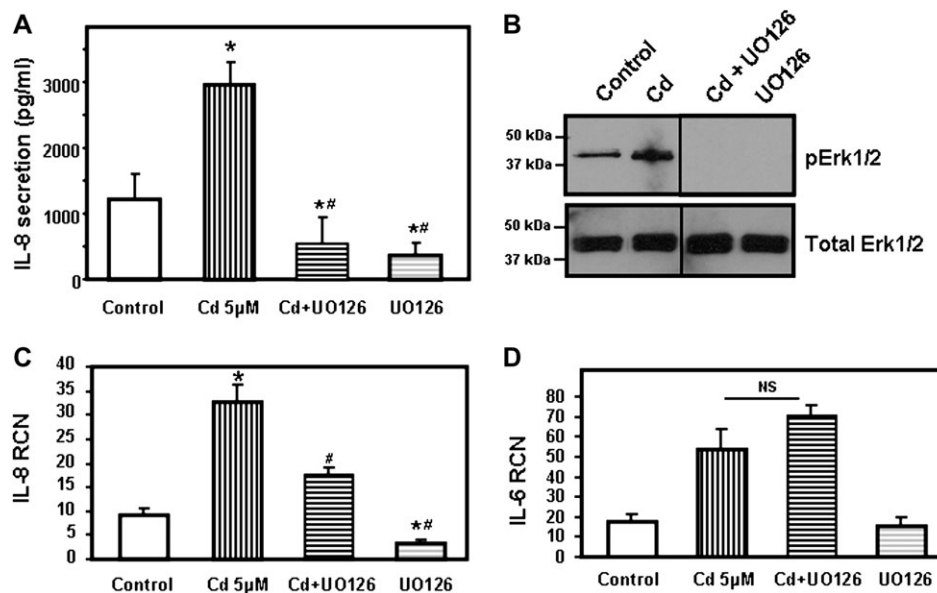 A
IL-8 secretion (pg/ml)
3000
2000
1000
0
*
*#
*#
Control
Cd 5µM
Cd+UO126
UO126
B
Control
Cd
Cd + UO126
UO126
50 kDa
37 kDa
pErk1/2
50 kDa
37 kDa
Total Erk1/2
C
IL-8 RCN
40
35
30
25
20
15
10
5
0
*
#
*#
Control
Cd 5µM
Cd+UO126
UO126
D
IL-6 RCN
80
70
60
50
40
30
20
10
0
NS
Control
Cd 5µM
Cd+UO126
UO126